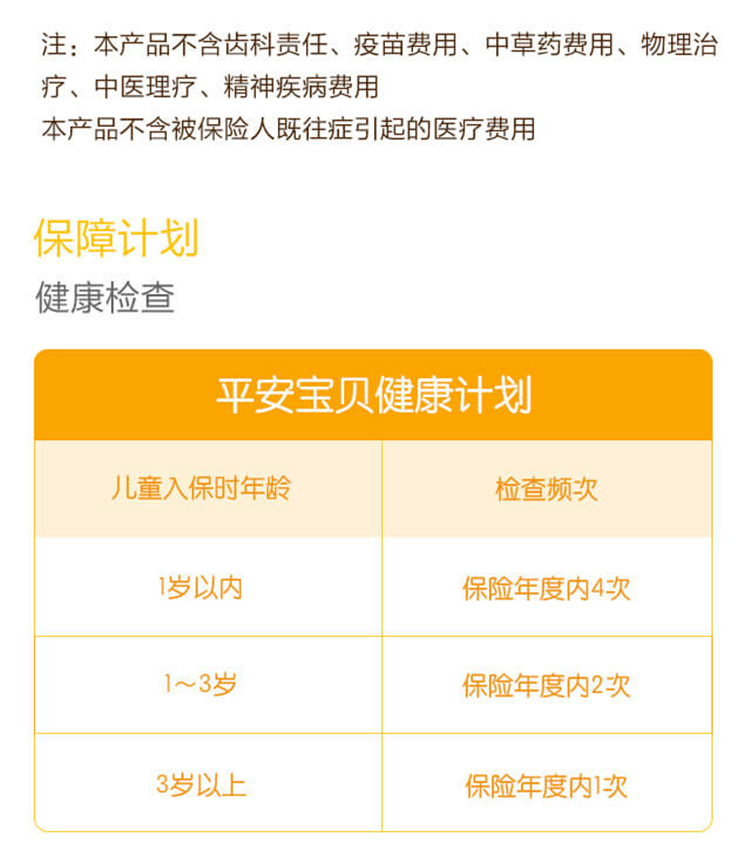 注：本产品不含齿科责任、疫苗费用、中草药费用、物理治
疗、中医理疗、精神疾病费用
本产品不含被保险人既往症引起的医疗费用
保障计划
健康检查
平安宝贝健康计划
儿童入保时年龄 检查频次
1岁以内 保险年度内4次
1～3岁 保险年度内2次
3岁以上 保险年度内1次